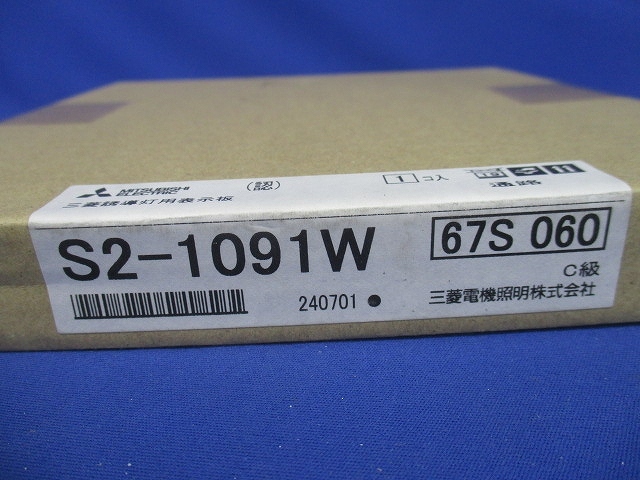 MITSUBISHI
ELECTRIC
三菱誘導灯用表示板
(認)
1 コ入
通路
S2-1091W
67S 060
C級
240701 ●
三菱電機照明株式会社